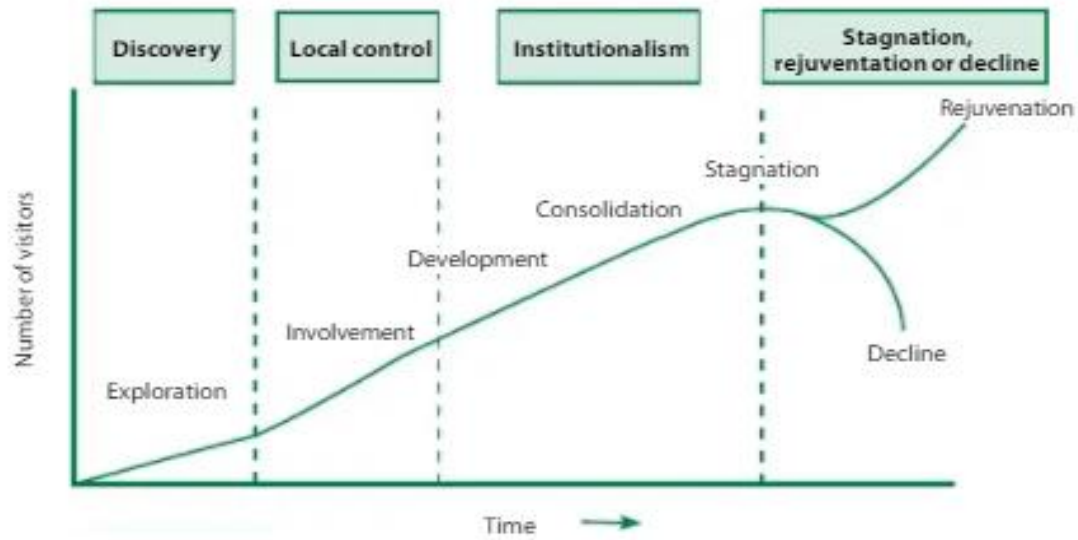 Discovery
Local control
Institutionalism
Stagnation,
rejuventation or decline
Rejuvenation
Stagnation
Consolidation
Development
Involvement
Exploration
Decline
Number of visitors
Time